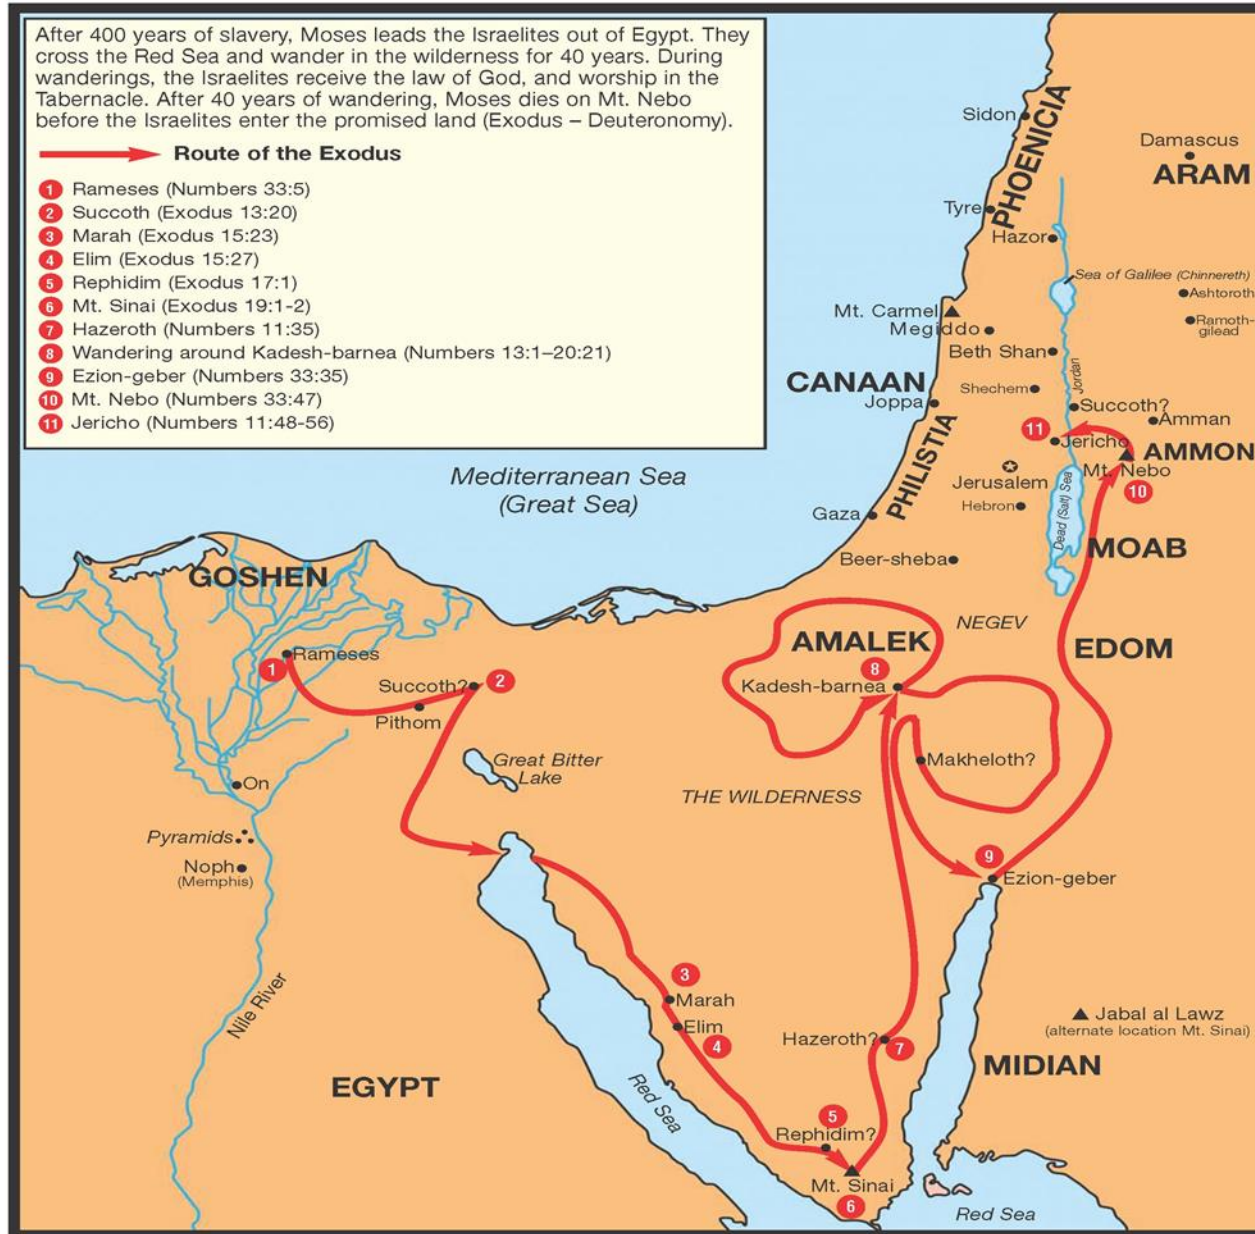 After 400 years of slavery, Moses leads the Israelites out of Egypt. They
cross the Red Sea and wander in the wilderness for 40 years. During
wanderings, the Israelites receive the law of God, and worship in the
Tabernacle. After 40 years of wandering, Moses dies on Mt. Nebo
before the Israelites enter the promised land (Exodus – Deuteronomy).
Route of the Exodus
1 Rameses (Numbers 33:5)
2 Succoth (Exodus 13:20)
3 Marah (Exodus 15:23)
4 Elim (Exodus 15:27)
5 Rephidim (Exodus 17:1)
6 Mt. Sinai (Exodus 19:1-2)
7 Hazeroth (Numbers 11:35)
8 Wandering around Kadesh-barnea (Numbers 13:1–20:21)
9 Ezion-geber (Numbers 33:35)
10 Mt. Nebo (Numbers 33:47)
11 Jericho (Numbers 11:48-56)
Sidon
PHOENICIA
Damascus
ARAM
Tyre
Hazor
Sea of Galilee (Chinnereth)
Ashtoroth
Mt. Carmel
Ramoth-
gilead
Megiddo
Beth Shan
CANAAN
Shechem
Jordan
Joppa
Succoth?
Amman
PHILISTIA
11
Jericho
AMMON
Mt. Nebo
10
Jerusalem
Mediterranean Sea
(Great Sea)
Hebron
Dead (Salt) Sea
Gaza
MOAB
Beer-sheba
GOSHEN
NEGEV
AMALEK
EDOM
1
Rameses
8
Succoth?
2
Kadesh-barnea
Pithom
Great Bitter
Lake
Makheloth?
On
THE WILDERNESS
Pyramids
Noph
(Memphis)
9
Ezion-geber
3
Marah
Nile River
Elim
4
Hazeroth?
7
Jabal al Lawz
(alternate location Mt. Sinai)
MIDIAN
EGYPT
Red Sea
5
Rephidim?
Mt. Sinai
6
Red Sea